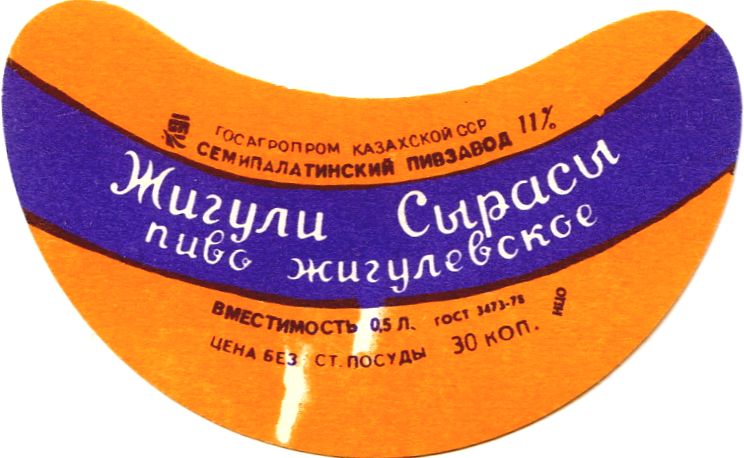 ГОСАГРОПРОМ КАЗАХСКОЙ ССР
СЕМИПАЛАТИНСКИЙ ПИВЗАВОД 11%
Жигули Сырасы
пиво жигулевское
ВМЕСТИМОСТЬ 0,5 Л. ГОСТ 3473-78
ЦЕНА БЕЗ СТ. ПОСУДЫ 30 КОП.